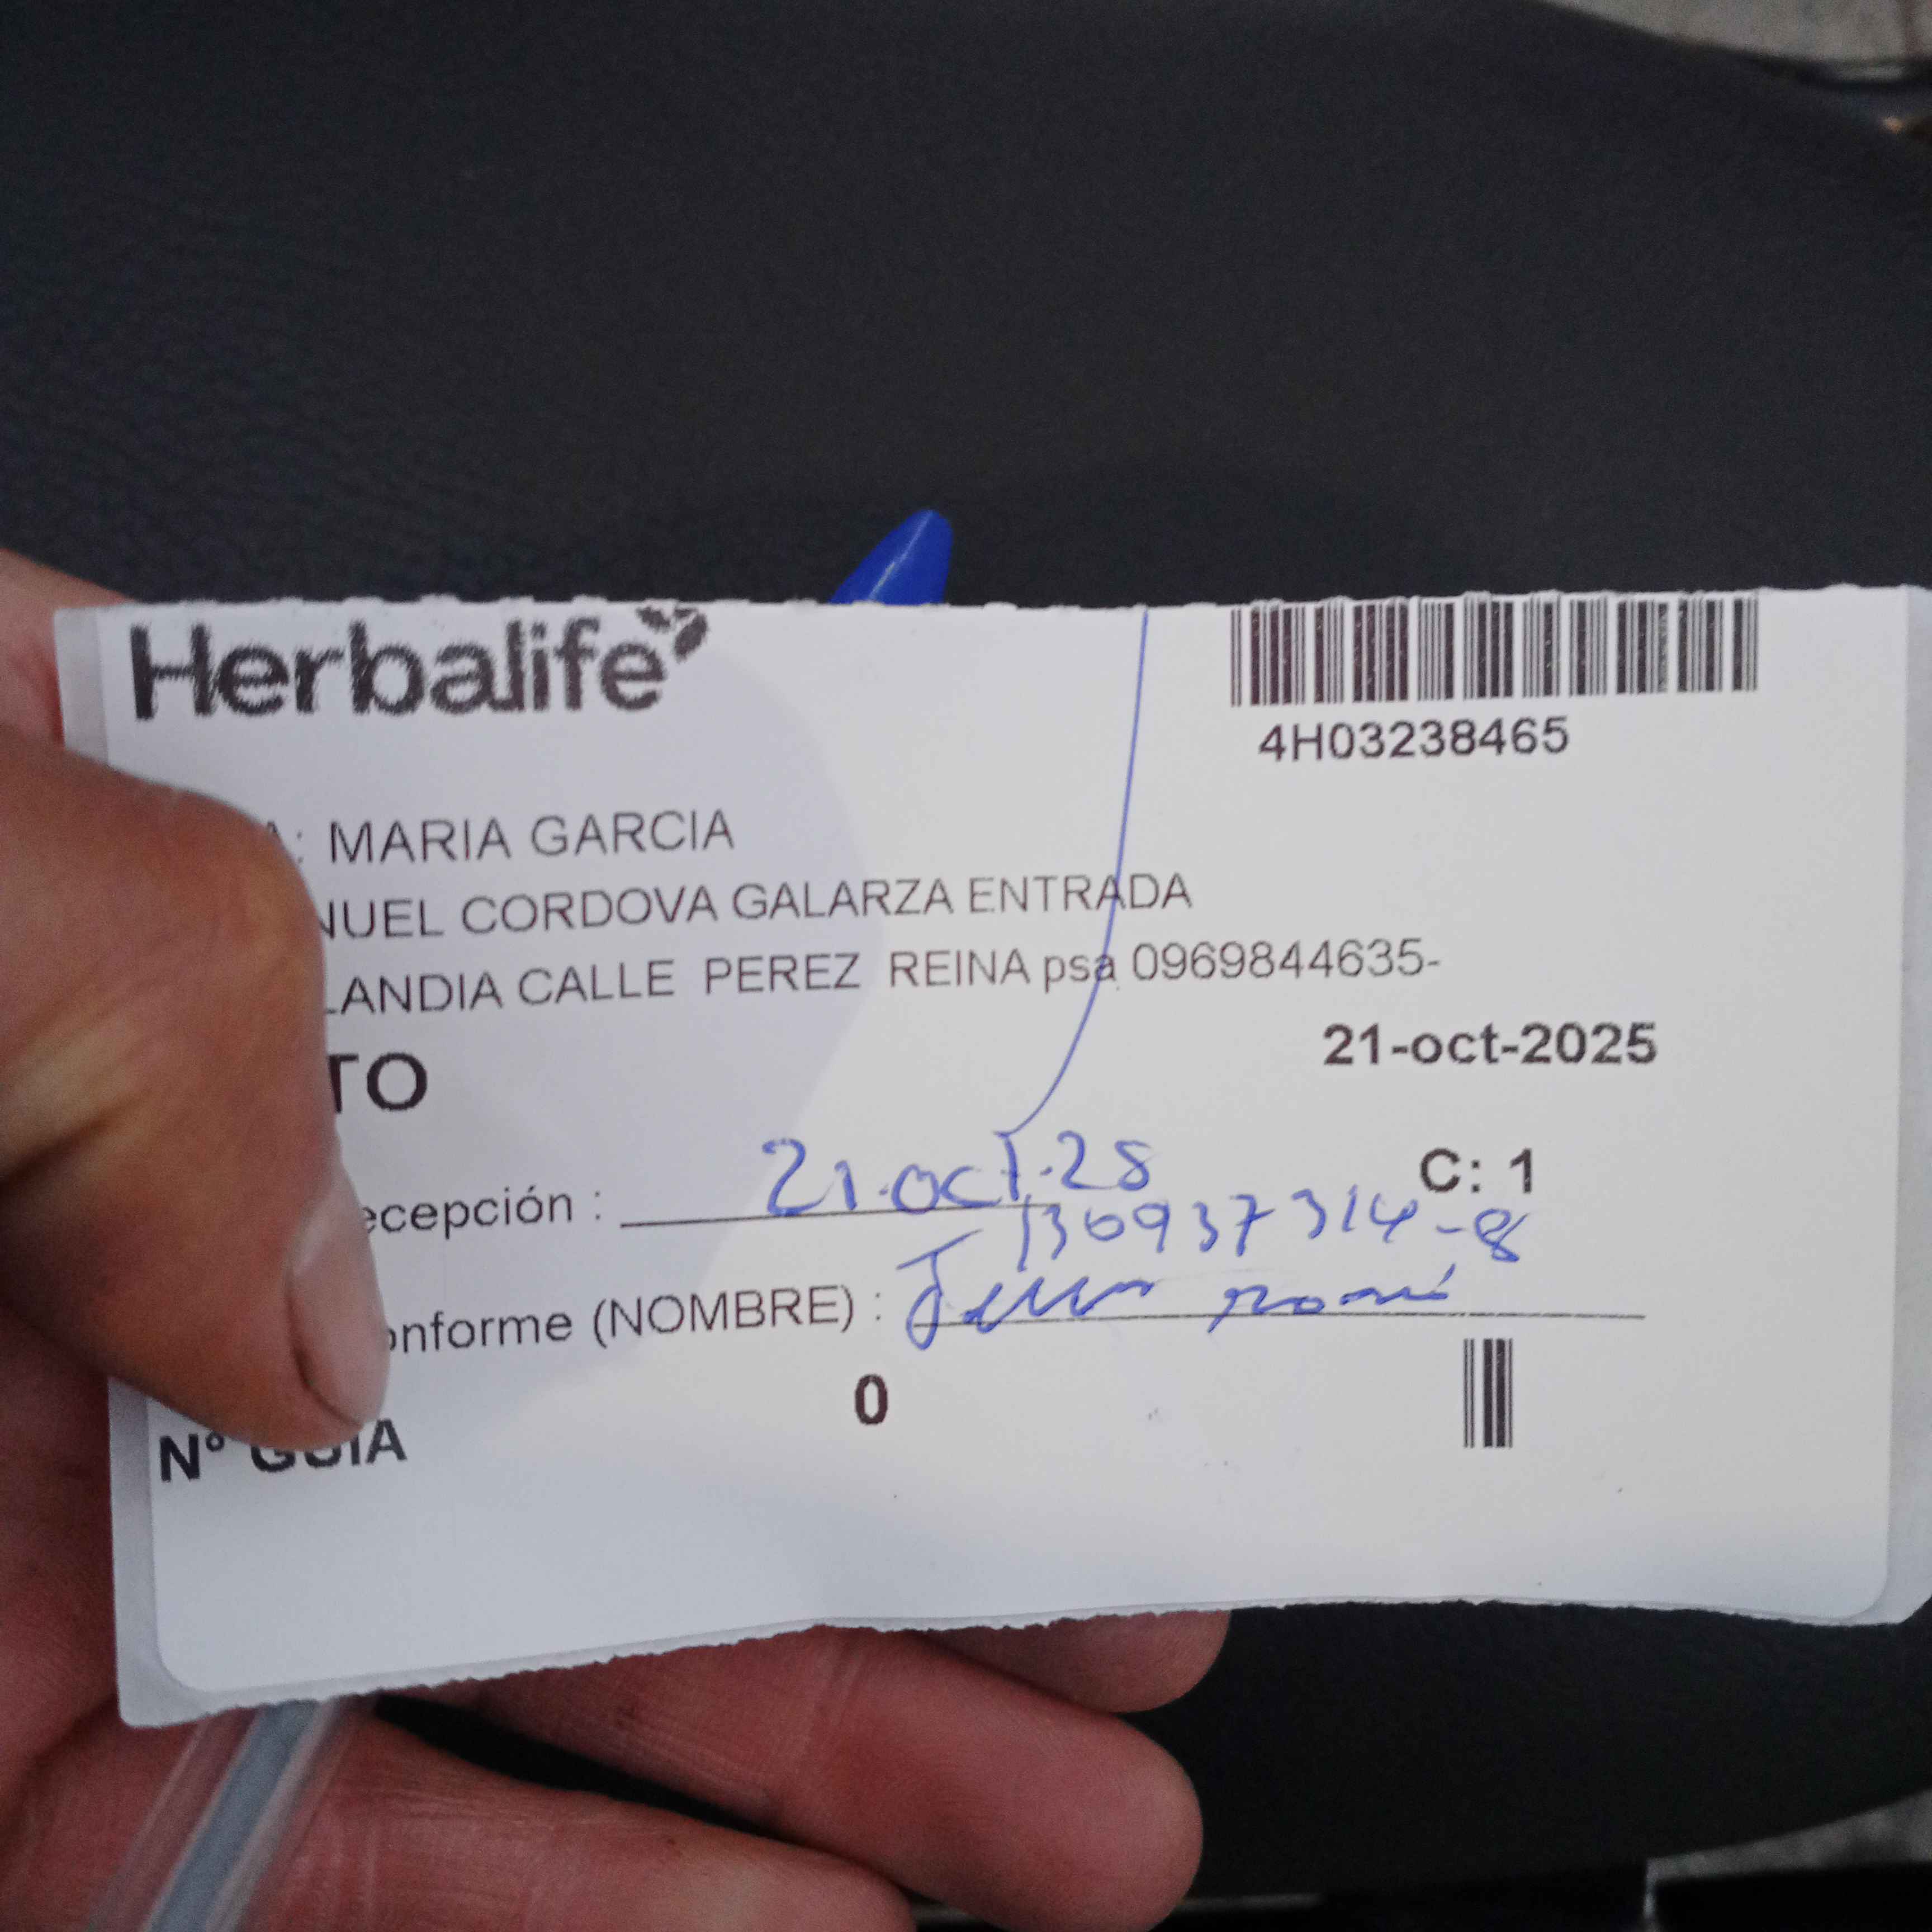 Herbalife
4H03238465
A: MARIA GARCIA
NUEL CORDOVA GALARZA ENTRADA
LANDIA CALLE PEREZ REINA psa 0969844635-
TO
21-oct-2025
ecepción : 21.oct.25
C: 1
130937314-8
onforme (NOMBRE) :
0
N° GUIA